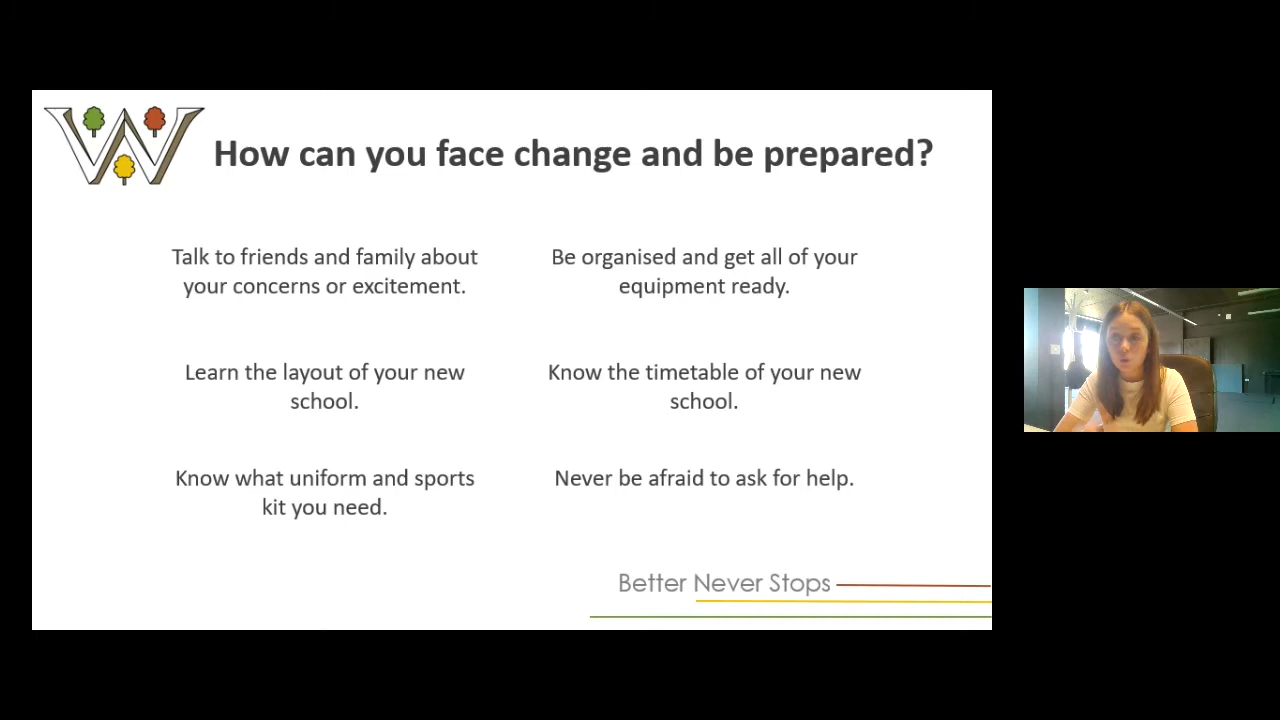 W
How can you face change and be prepared?
Talk to friends and family about
your concerns or excitement.
Be organised and get all of your
equipment ready.
Learn the layout of your new
school.
Know the timetable of your new
school.
Know what uniform and sports
kit you need.
Never be afraid to ask for help.
Better Never Stops